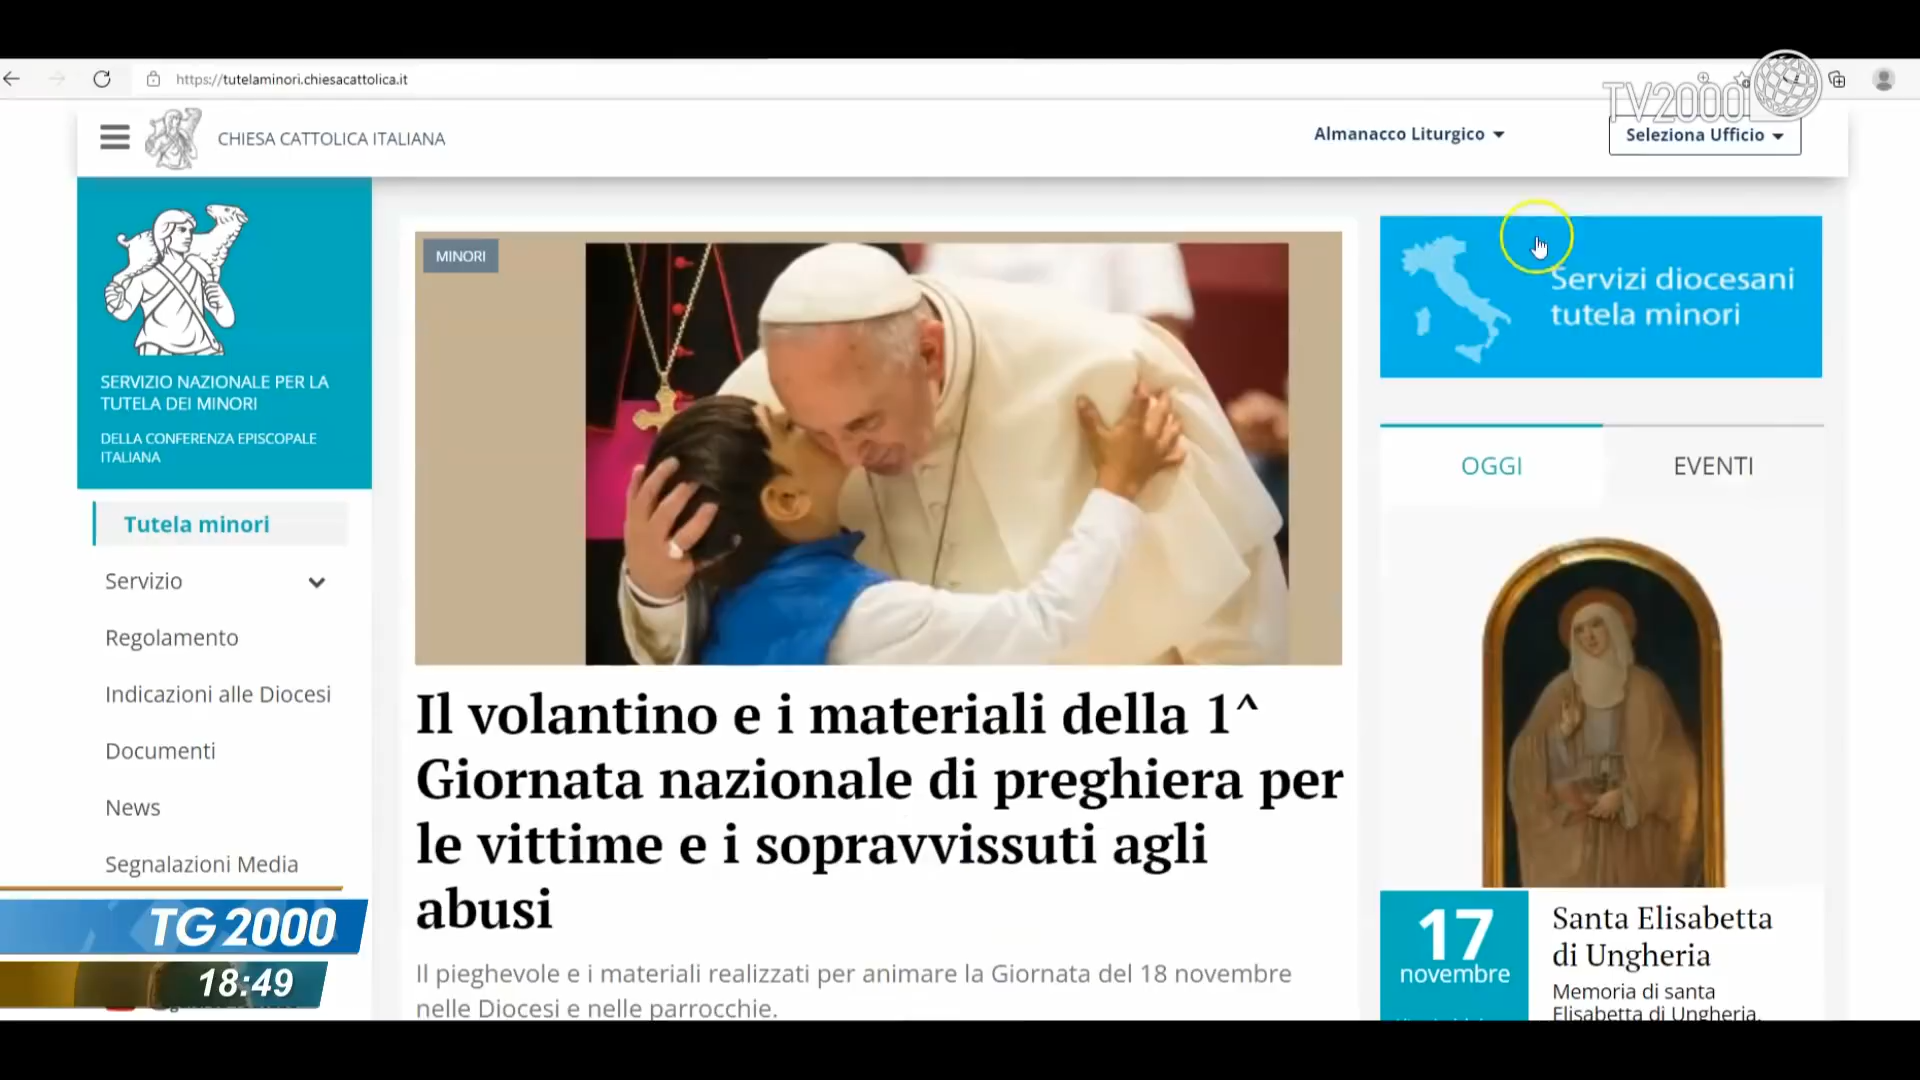 https://tutelaminori.chiesacattolica.it
TV2000
CHIESA CATTOLICA ITALIANA
Almanacco Liturgico
Seleziona Ufficio
SERVIZIO NAZIONALE PER LA
TUTELA DEI MINORI
DELLA CONFERENZA EPISCOPALE
ITALIANA
Tutela minori
Servizio
Regolamento
Indicazioni alle Diocesi
Documenti
News
Segnalazioni Media
MINORI
Il volantino e i materiali della 1^
Giornata nazionale di preghiera per
le vittime e i sopravvissuti agli
abusi
Il pieghevole e i materiali realizzati per animare la Giornata del 18 novembre
nelle Diocesi e nelle parrocchie.
Servizi diocesani
tutela minori
OGGI
EVENTI
17
novembre
Santa Elisabetta
di Ungheria
Memoria di santa
Elisabetta di Ungheria,
TG 2000
18:49